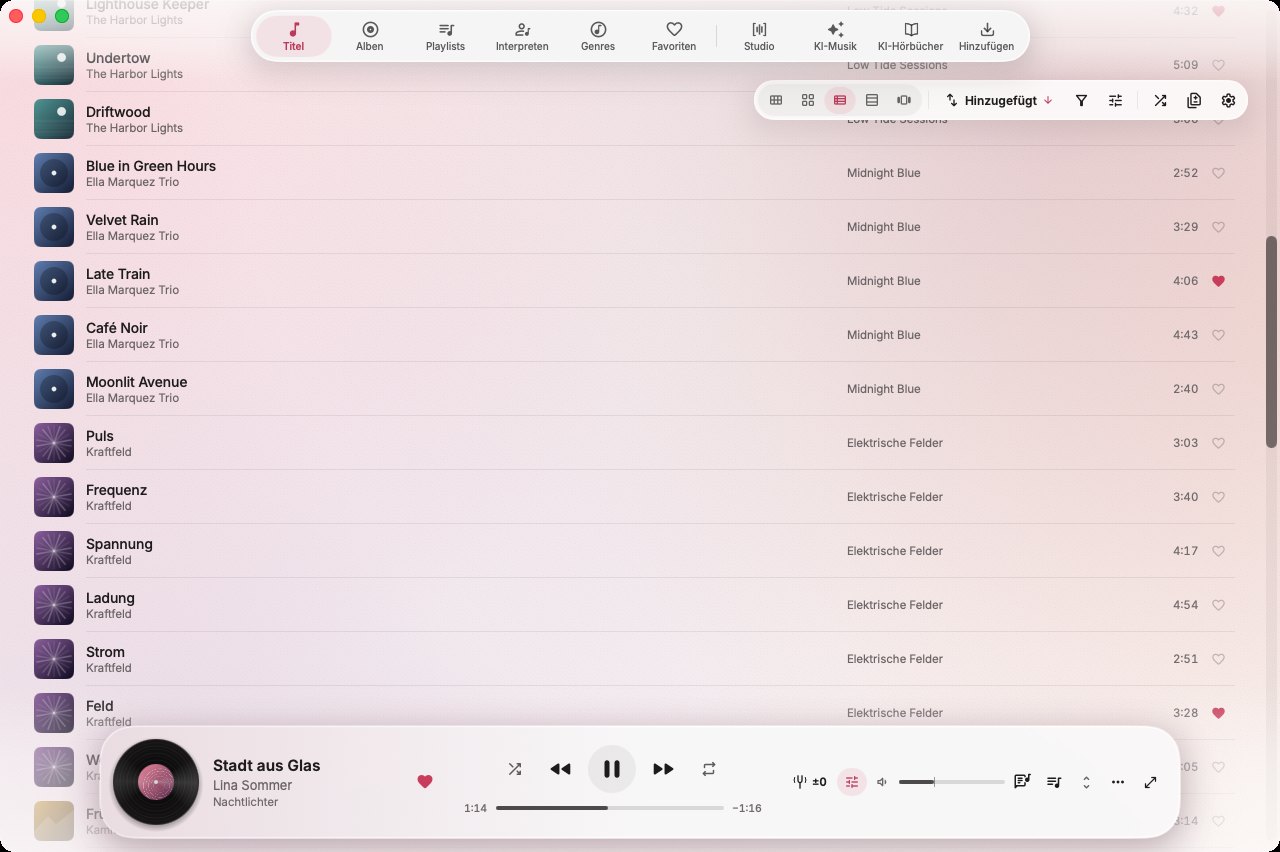 Lighthouse Keeper
The Harbor Lights
4:32
Titel
Alben
Playlists
Interpreten
Genres
Favoriten
Studio
KI-Musik
KI-Hörbücher
Hinzufügen
Undertow
The Harbor Lights
Low Tide Sessions
5:09
Hinzugefügt
Driftwood
The Harbor Lights
Low Tide Sessions
Blue in Green Hours
Ella Marquez Trio
Midnight Blue
2:52
Velvet Rain
Ella Marquez Trio
Midnight Blue
3:29
Late Train
Ella Marquez Trio
Midnight Blue
4:06
Café Noir
Ella Marquez Trio
Midnight Blue
4:43
Moonlit Avenue
Ella Marquez Trio
Midnight Blue
2:40
Puls
Kraftfeld
Elektrische Felder
3:03
Frequenz
Kraftfeld
Elektrische Felder
3:40
Spannung
Kraftfeld
Elektrische Felder
4:17
Ladung
Kraftfeld
Elektrische Felder
4:54
Strom
Kraftfeld
Elektrische Felder
2:51
Feld
Kraftfeld
Elektrische Felder
3:28
Stadt aus Glas
Lina Sommer
Nachtlichter
1:14
−1:16
±0